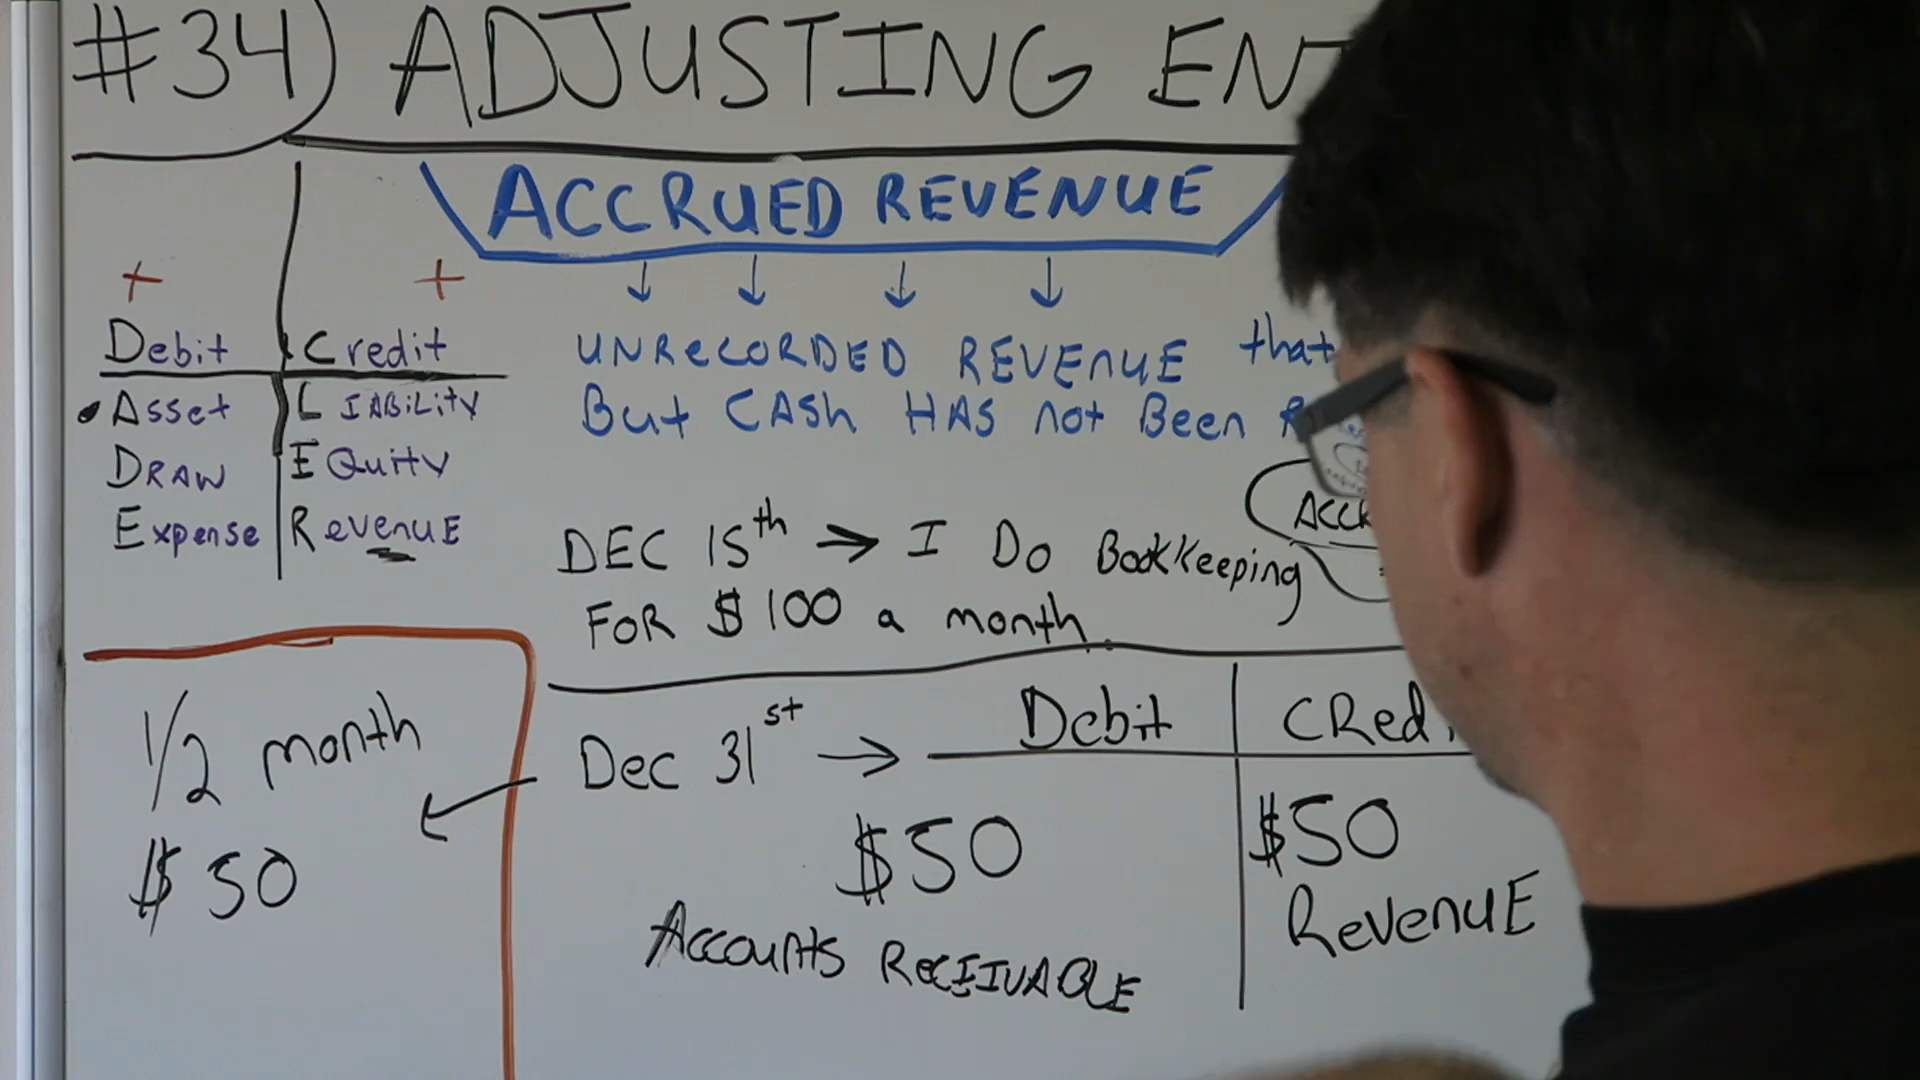 #34) ADJUSTING
ACCRUED REVENUE
+ +
Debit Credit
Asset LIABILITY
DRAW EQuity
Expense RevenuE
UNRecORDED REVEnUE that
But CASh HAS not Been
DEC 15th → I Do BookKeeping
FOR $100 a month.
1/2 month
$50
Dec 31st → Debit
$50 $50
Accounts RecEIVABLE RevenuE